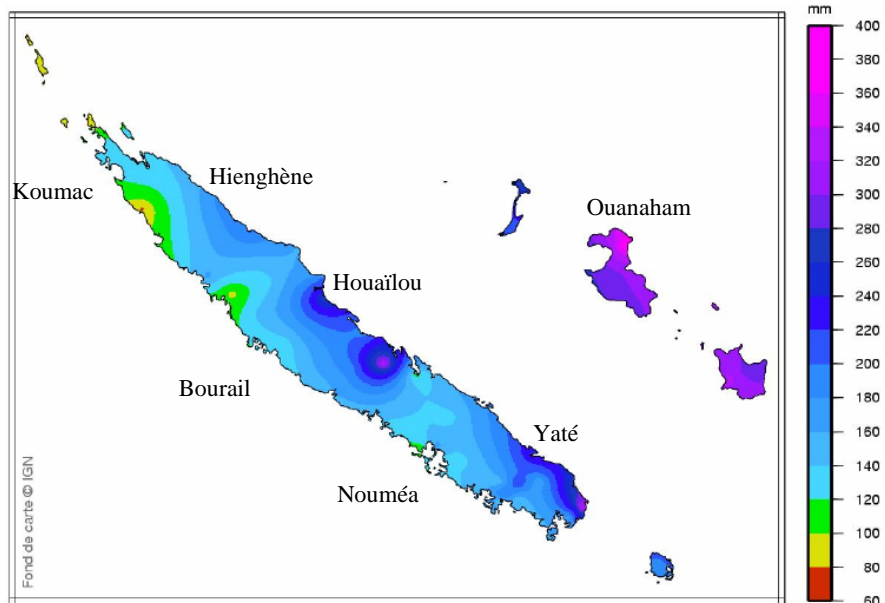 mm
400
380
360
340
320
300
280
260
240
220
200
180
160
140
120
100
80
60
Koumac
Hienghène
Ouanaham
Houaïlou
Bourail
Yaté
Nouméa
Fond de carte © IGN